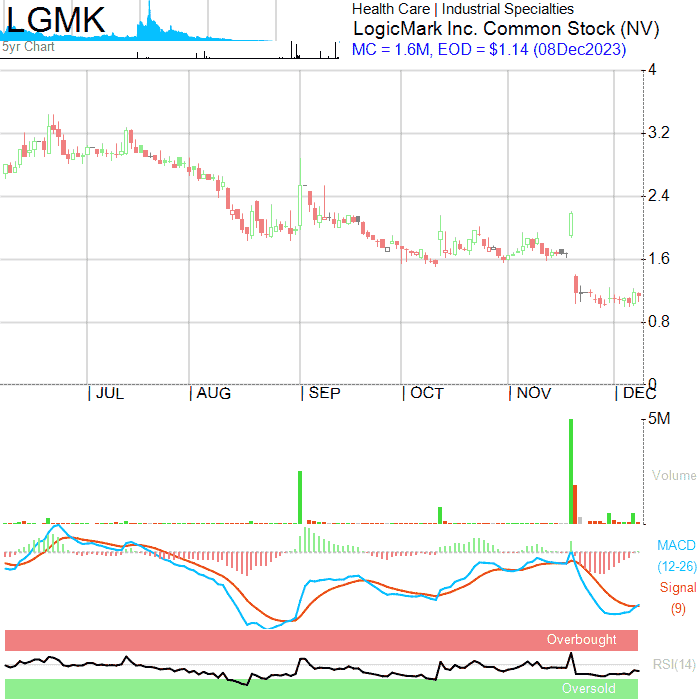 LGMK
5yr Chart
Health Care | Industrial Specialties
LogicMark Inc. Common Stock (NV)
MC = 1.6M, EOD = $1.14 (08Dec2023)
4
3.2
2.4
1.6
0.8
0
JUL AUG SEP OCT NOV DEC
5M
Volume
MACD
(12-26)
Signal
(9)
Overbought
RSI(14)
Oversold